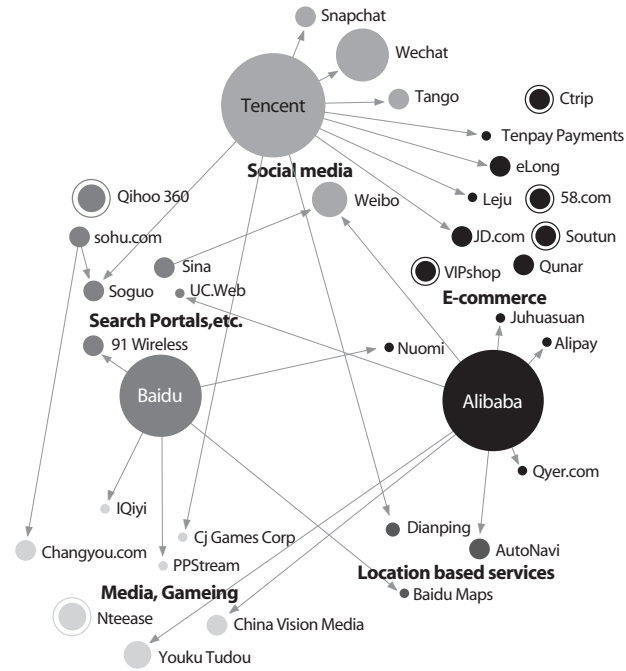 Snapchat
Wechat
Tencent
Tango
Ctrip
Tenpay Payments
Social media
eLong
Qihoo 360
Weibo
Leju
58.com
sohu.com
JD.com
Soutun
Sina
VIPshop
Qunar
Soguo
UC.Web
E-commerce
Search Portals,etc.
Juhuasuan
91 Wireless
Nuomi
Alipay
Baidu
Alibaba
Qyer.com
IQiyi
Dianping
Changyou.com
Cj Games Corp
AutoNavi
PPStream
Location based services
Media, Gameing
Baidu Maps
Nteease
China Vision Media
Youku Tudou